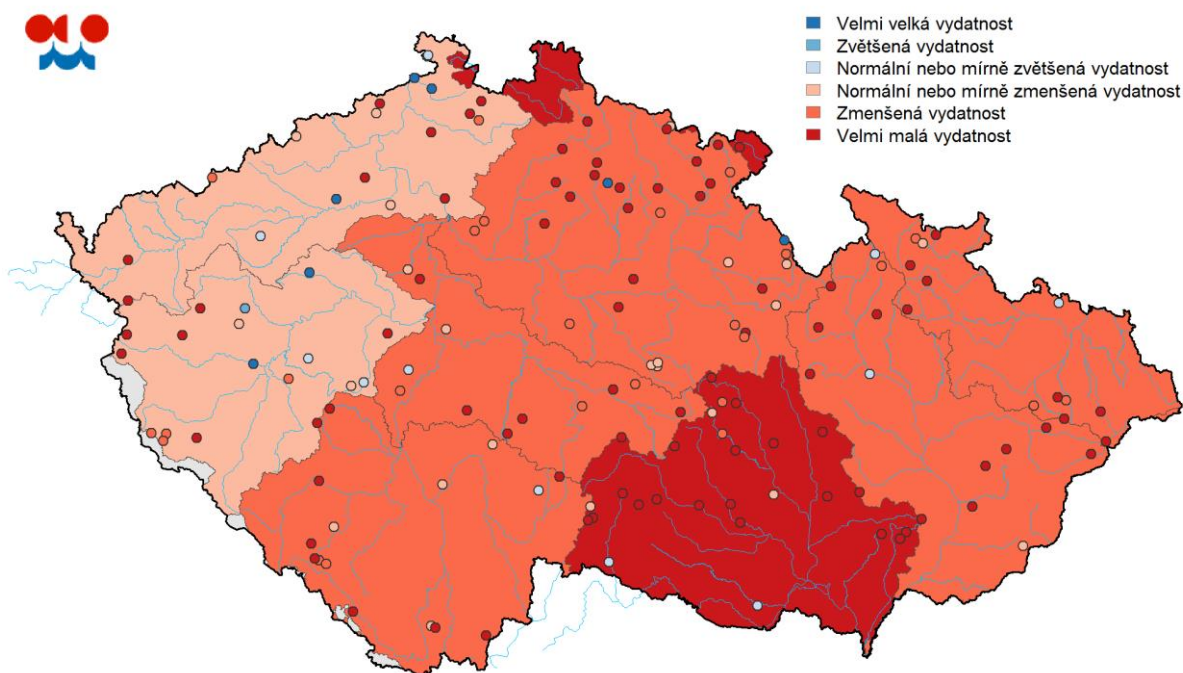 Velmi velká vydatnost
Zvětšená vydatnost
Normální nebo mírně zvětšená vydatnost
Normální nebo mírně zmenšená vydatnost
Zmenšená vydatnost
Velmi malá vydatnost